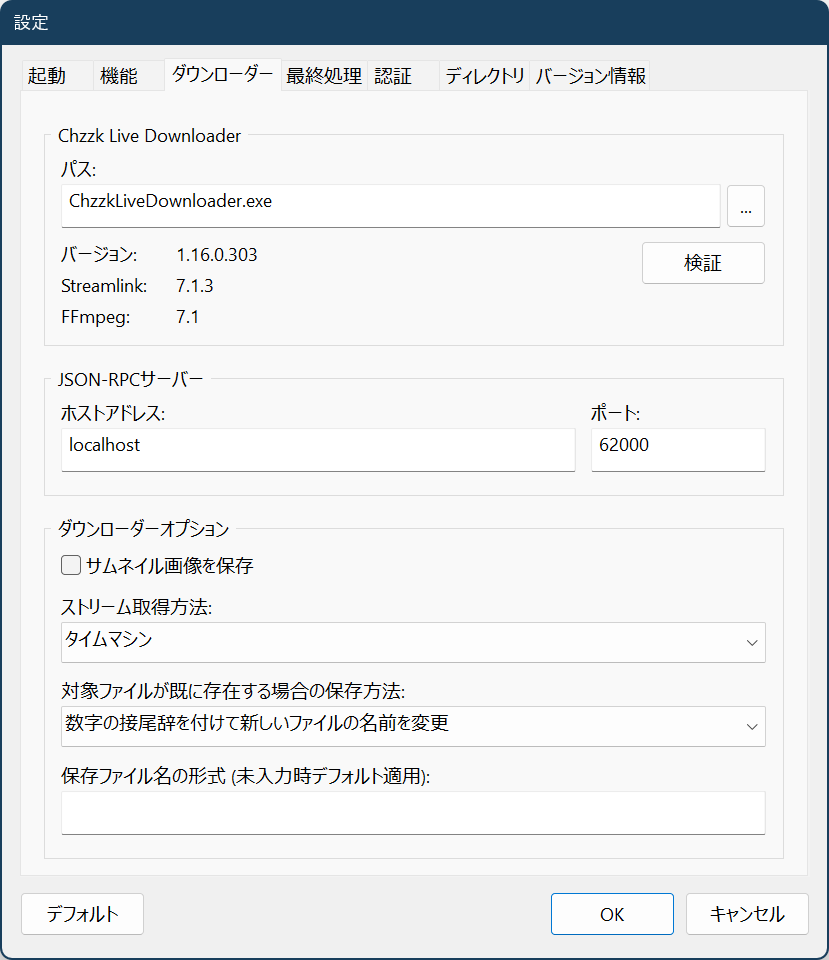 設定
起動 機能 ダウンローダー 最終処理 認証 ディレクトリ バージョン情報
Chzzk Live Downloader
パス:
ChzzkLiveDownloader.exe ...
バージョン: 1.16.0.303 検証
Streamlink: 7.1.3
FFmpeg: 7.1
JSON-RPCサーバー
ホストアドレス: ポート:
localhost 62000
ダウンローダーオプション
サムネイル画像を保存
ストリーム取得方法:
タイムマシン
対象ファイルが既に存在する場合の保存方法:
数字の接尾辞を付けて新しいファイルの名前を変更
保存ファイル名の形式 (未入力時デフォルト適用):
デフォルト OK キャンセル